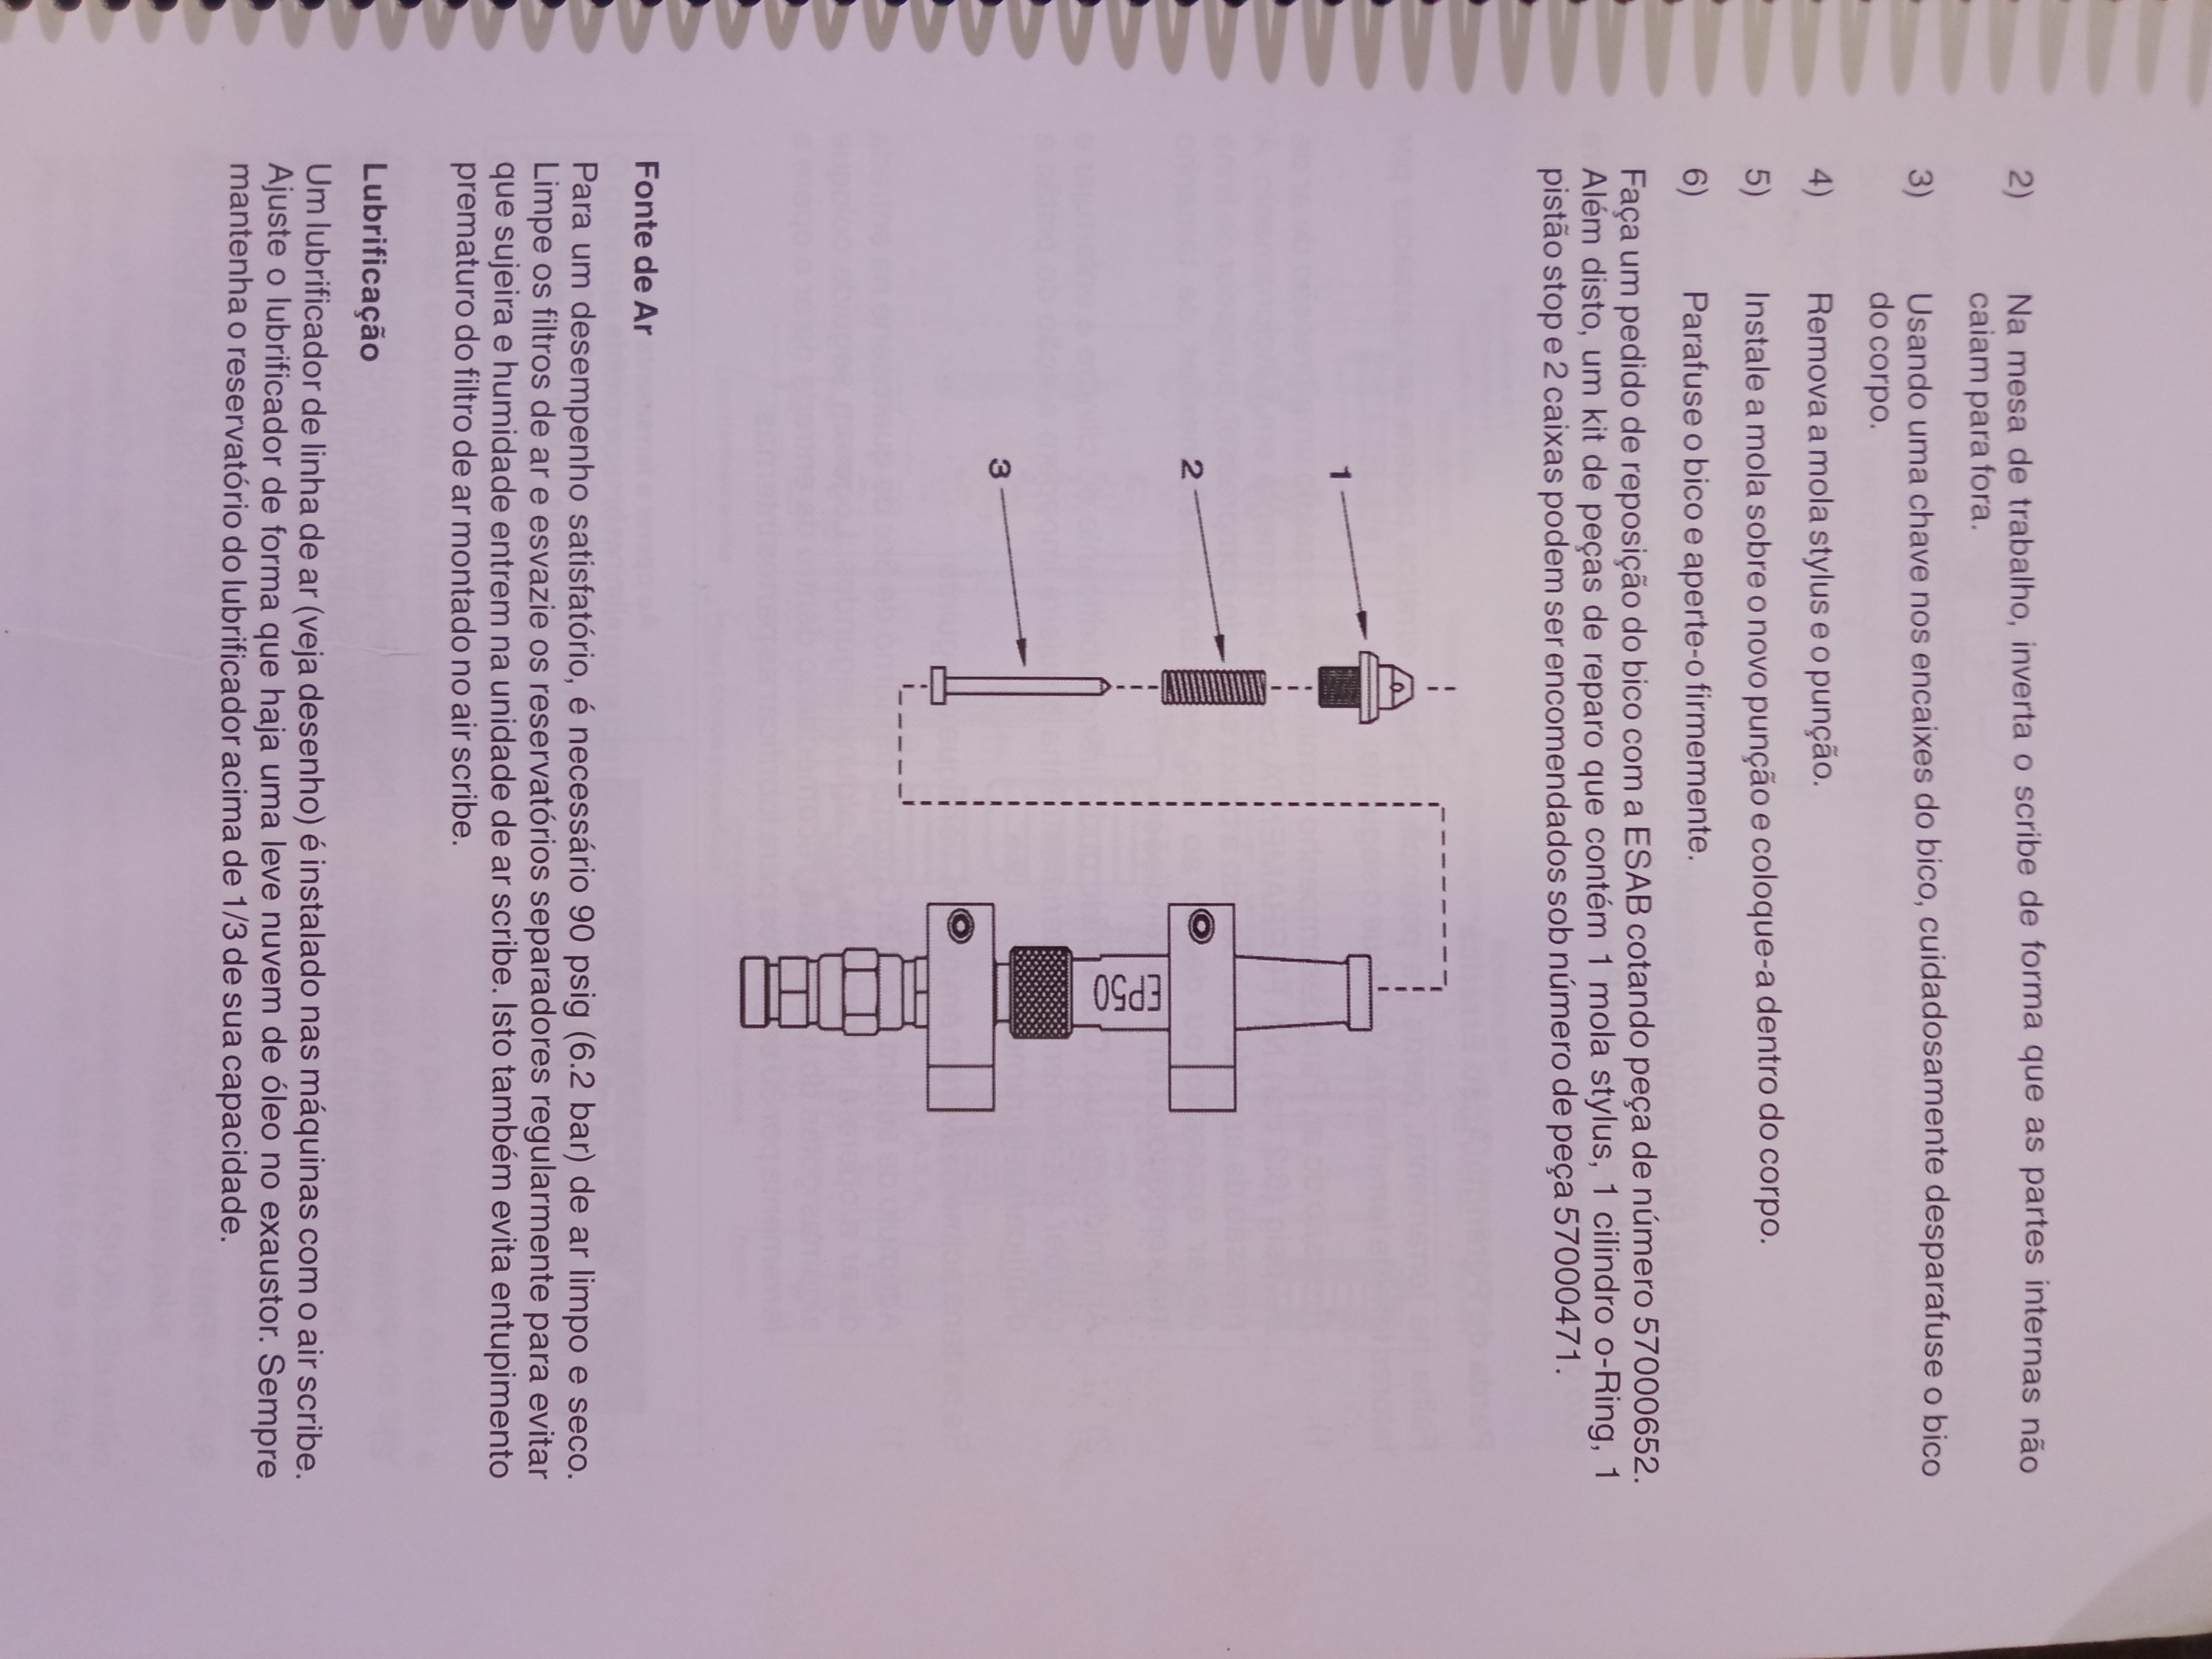 2) Na mesa de trabalho, inverta o scribe de forma que as partes internas não
caiam para fora.
3) Usando uma chave nos encaixes do bico, cuidadosamente desparafuse o bico
do corpo.
4) Remova a mola stylus e o punção.
5) Instale a mola sobre o novo punção e coloque-a dentro do corpo.
6) Parafuse o bico e aperte-o firmemente.
Faça um pedido de reposição do bico com a ESAB cotando peça de número 57000652.
Além disto, um kit de peças de reparo que contém 1 mola stylus, 1 cilindro o-Ring, 1
pistão stop e 2 caixas podem ser encomendados sob número de peça 57000471.
1
2
3
EP50
Fonte de Ar
Para um desempenho satisfatório, é necessário 90 psig (6.2 bar) de ar limpo e seco.
Limpe os filtros de ar e esvazie os reservatórios separadores regularmente para evitar
que sujeira e humidade entrem na unidade de ar scribe. Isto também evita entupimento
prematuro do filtro de ar montado no air scribe.
Lubrificação
Um lubrificador de linha de ar (veja desenho) é instalado nas máquinas com o air scribe.
Ajuste o lubrificador de forma que haja uma leve nuvem de óleo no exaustor. Sempre
mantenha o reservatório do lubrificador acima de 1/3 de sua capacidade.